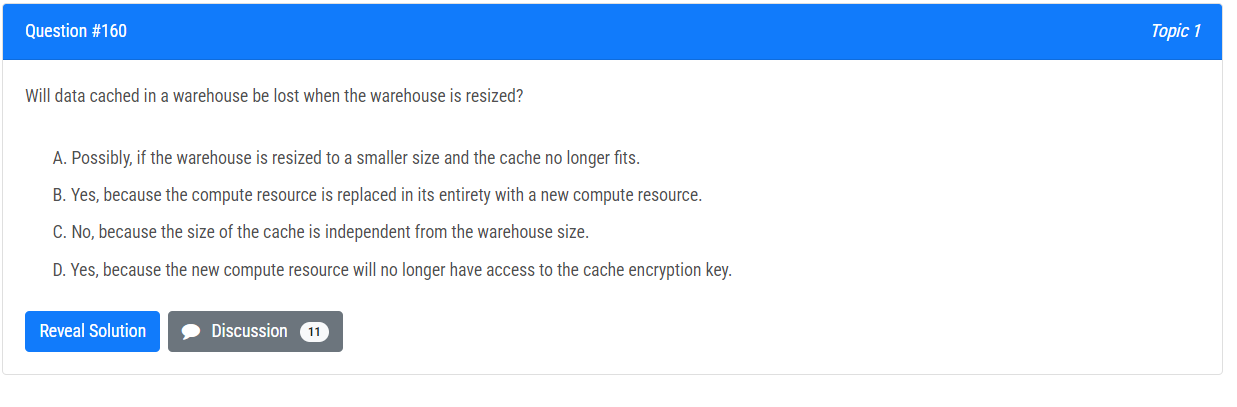 Question #160
Topic 1
Will data cached in a warehouse be lost when the warehouse is resized?
A. Possibly, if the warehouse is resized to a smaller size and the cache no longer fits.
B. Yes, because the compute resource is replaced in its entirety with a new compute resource.
C. No, because the size of the cache is independent from the warehouse size.
D. Yes, because the new compute resource will no longer have access to the cache encryption key.
Reveal Solution
Discussion 11